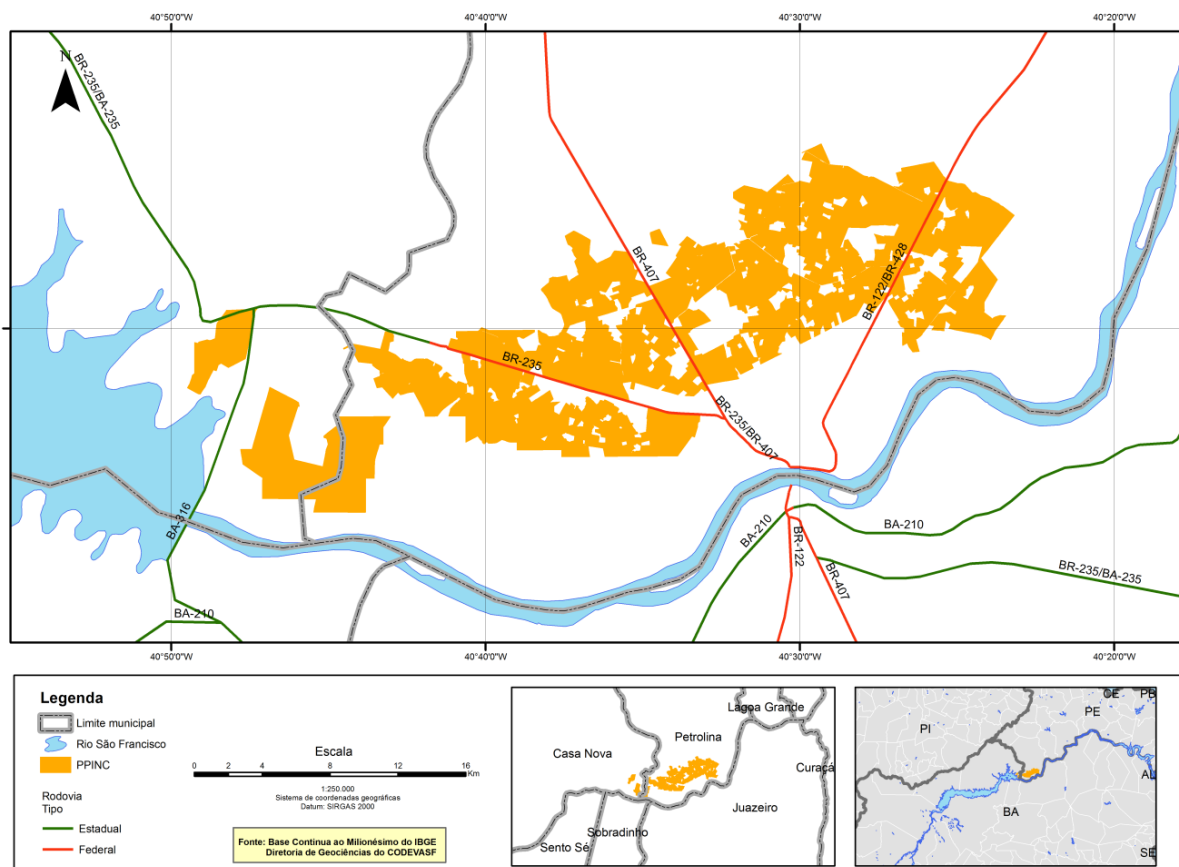 40°50'0"W
40°40'0"W
40°30'0"W
40°20'0"W
N
BR-235/BA-235
BR-407
BR-122/BR-428
BR-235
BR-235/BR-407
BA-316
BA-210
BA-210
BR-122
BR-407
BR-235/BA-235
BA-210
40°50'0"W
40°40'0"W
40°30'0"W
40°20'0"W
Legenda
Limite municipal
Rio São Francisco
PPINC
Rodovia
Tipo
Estadual
Federal
Escala
0 2 4 8 12 16
Km
1:250.000
Sistema de coordenadas geográficas
Datum: SIRGAS 2000
Fonte: Base Continua ao Milionésimo do IBGE
Diretoria de Geociências do CODEVASF
Lagoa Grande
Petrolina
Casa Nova
Curaçá
Juazeiro
Sobradinho
Sento Sé
CE
PB
PE
PI
AL
BA
SE